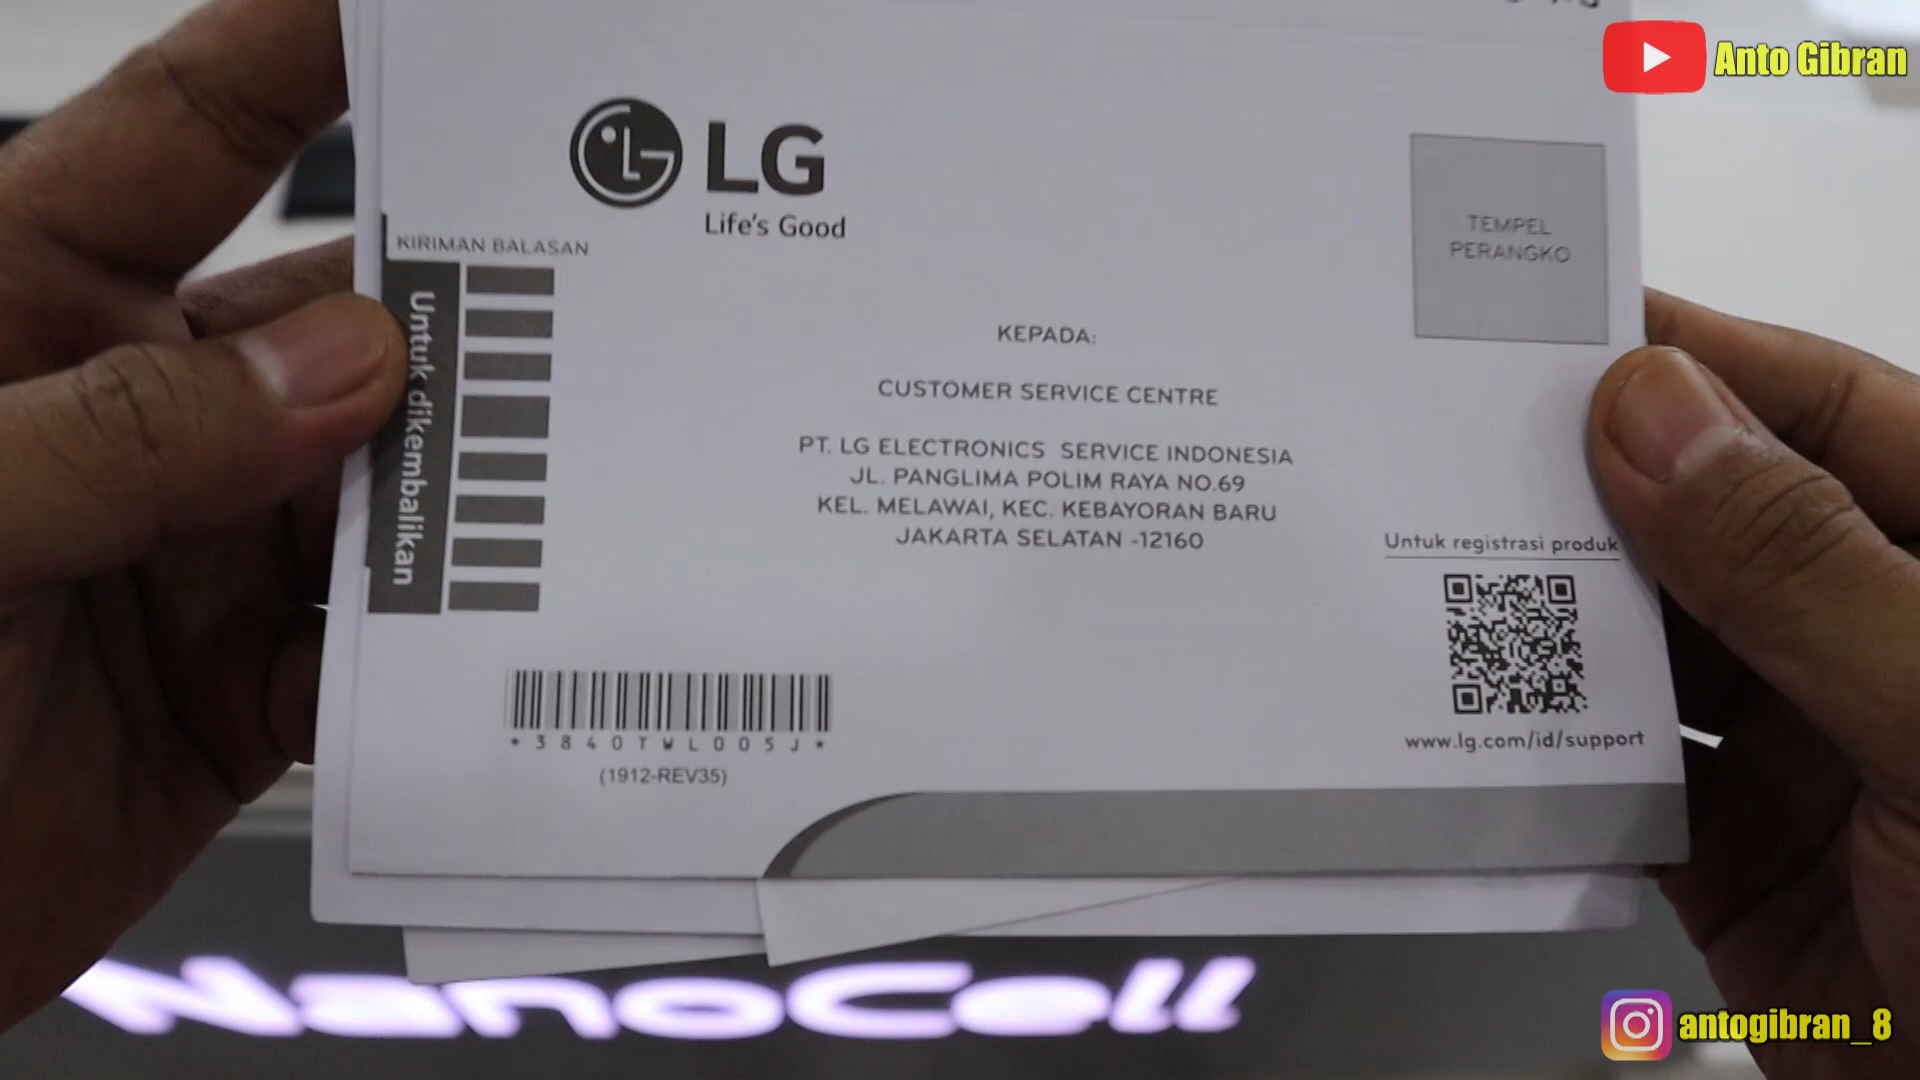 Anto Gibran
LG
Life's Good
TEMPEL
PERANGKO
KIRIMAN BALASAN
Untuk dikembalikan
KEPADA:
CUSTOMER SERVICE CENTRE
PT. LG ELECTRONICS SERVICE INDONESIA
JL. PANGLIMA POLIM RAYA NO.69
KEL. MELAWAI, KEC. KEBAYORAN BARU
JAKARTA SELATAN -12160
Untuk registrasi produk
www.lg.com/id/support
*3840TWL005J*
(1912-REV35)
NanoCell
antogibran_8